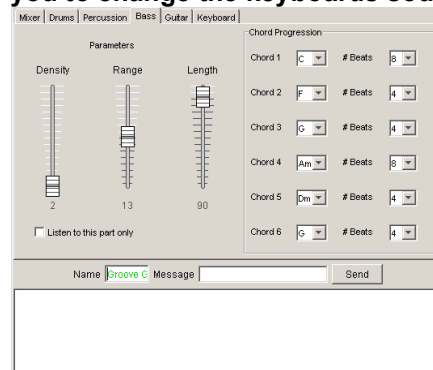 you to change the keyboards
Mixer Drums Percussion Bass Guitar Keyboard
Parameters
Density Range Length
2 13 90
Listen to this part only
Chord Progression
Chord 1 C # Beats 8
Chord 2 F # Beats 4
Chord 3 G # Beats 4
Chord 4 Am # Beats 8
Chord 5 Dm # Beats 4
Chord 6 G # Beats 4
Name Groove G Message Send